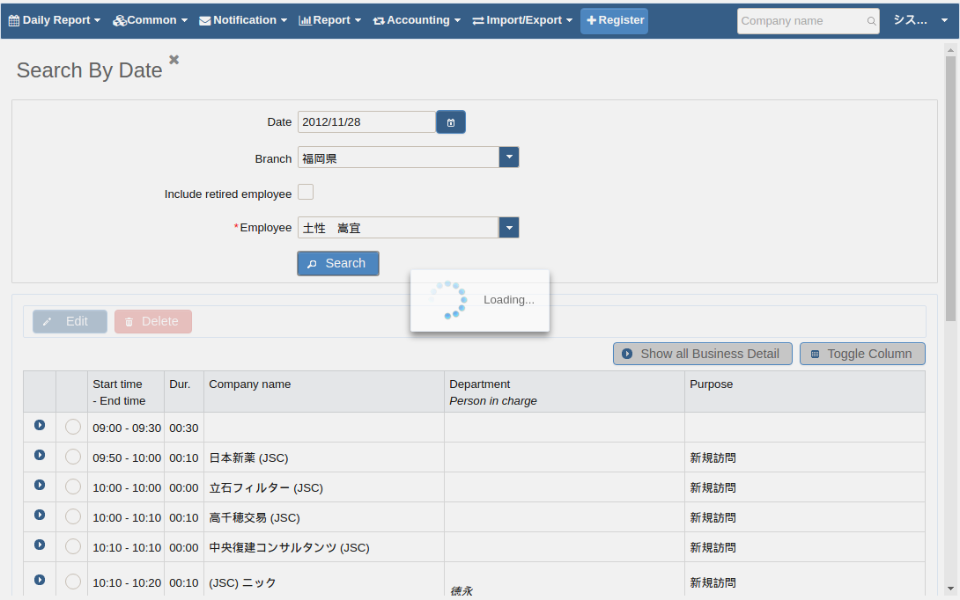 Daily Report Common Notification Report Accounting Import/Export Register Company name シス...
Search By Date
Date 2012/11/28
Branch 福岡県
Include retired employee
*Employee 土性 嵩宜
Search
Loading...
Edit Delete
Show all Business Detail Toggle Column
Start time Dur. Company name Department Purpose
- End time Person in charge
09:00 - 09:30 00:30
09:50 - 10:00 00:10 日本新薬 (JSC) 新規訪問
10:00 - 10:00 00:00 立石フィルター (JSC) 新規訪問
10:00 - 10:10 00:10 高千穂交易 (JSC) 新規訪問
10:10 - 10:10 00:00 中央復建コンサルタンツ (JSC) 新規訪問
10:10 - 10:20 00:10 (JSC) ニック 新規訪問
徳永